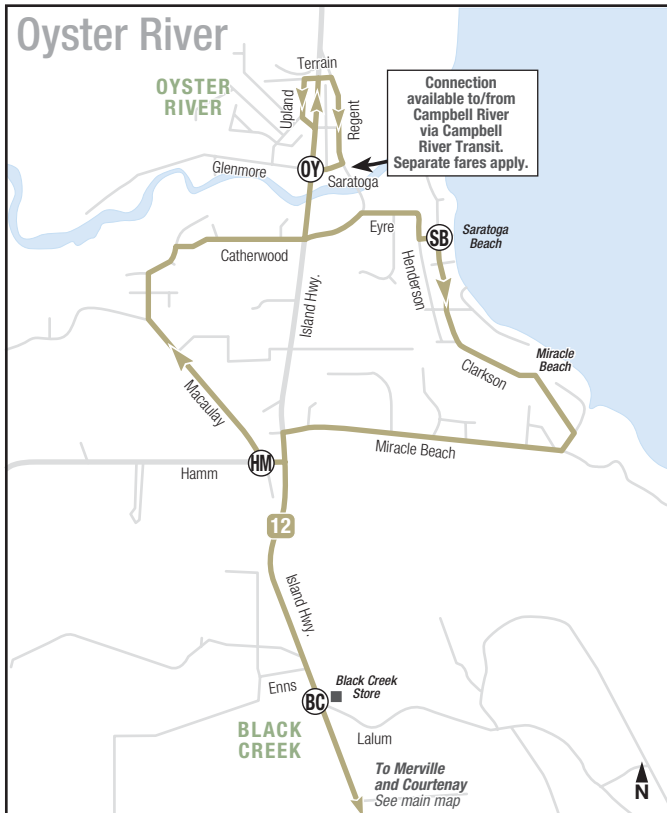 Oyster River
OYSTER
RIVER
Terrain
Upland
Regent
Connection
available to/from
Campbell River
via Campbell
River Transit.
Separate fares apply.
Glenmore
OY
Saratoga
Eyre
SB
Saratoga
Beach
Catherwood
Henderson
Island Hwy.
Miracle
Beach
Clarkson
Macaulay
Miracle Beach
HM
Hamm
12
Island Hwy.
Enns
Black Creek
Store
BC
BLACK
CREEK
Lalum
To Merville
and Courtenay
See main map
N